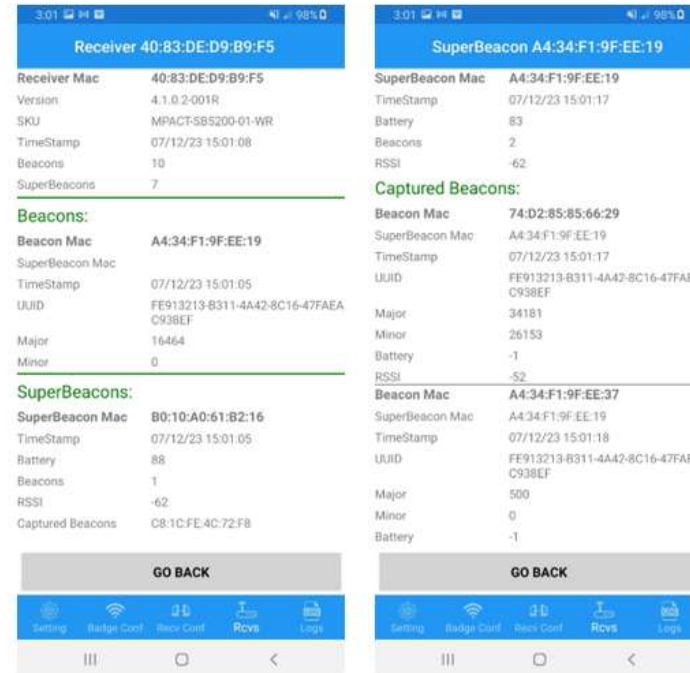 3:01 98%
Receiver 40:83:DE:D9:B9:F5
Receiver Mac 40:83:DE:D9:B9:F5
Version 4.1.0.2-001R
SKU MPACT-SB5200-01-WR
TimeStamp 07/12/23 15:01:08
Beacons 10
SuperBeacons 7
Beacons:
Beacon Mac A4:34:F1:9F:EE:19
SuperBeacon Mac
TimeStamp 07/12/23 15:01:05
UUID FE913213-B311-4A42-8C16-47FAEA
C938EF
Major 16464
Minor 0
SuperBeacons:
SuperBeacon Mac B0:10:A0:61:B2:16
TimeStamp 07/12/23 15:01:05
Battery 88
Beacons 1
RSSI -62
Captured Beacons C8:1C:FE:4C:72:F8
GO BACK
Setting Badge Conf Recv Conf Rcvs Logs
3:01 98%
SuperBeacon A4:34:F1:9F:EE:19
SuperBeacon Mac A4:34:F1:9F:EE:19
TimeStamp 07/12/23 15:01:17
Battery 83
Beacons 2
RSSI -62
Captured Beacons:
Beacon Mac 74:D2:85:85:66:29
SuperBeacon Mac A4:34:F1:9F:EE:19
TimeStamp 07/12/23 15:01:17
UUID FE913213-B311-4A42-8C16-47FAE
C938EF
Major 34181
Minor 26153
Battery -1
RSSI -52
Beacon Mac A4:34:F1:9F:EE:37
SuperBeacon Mac A4:34:F1:9F:EE:19
TimeStamp 07/12/23 15:01:18
UUID FE913213-B311-4A42-8C16-47FAE
C938EF
Major 500
Minor 0
Battery -1
GO BACK
Setting Badge Conf Recv Conf Rcvs Logs